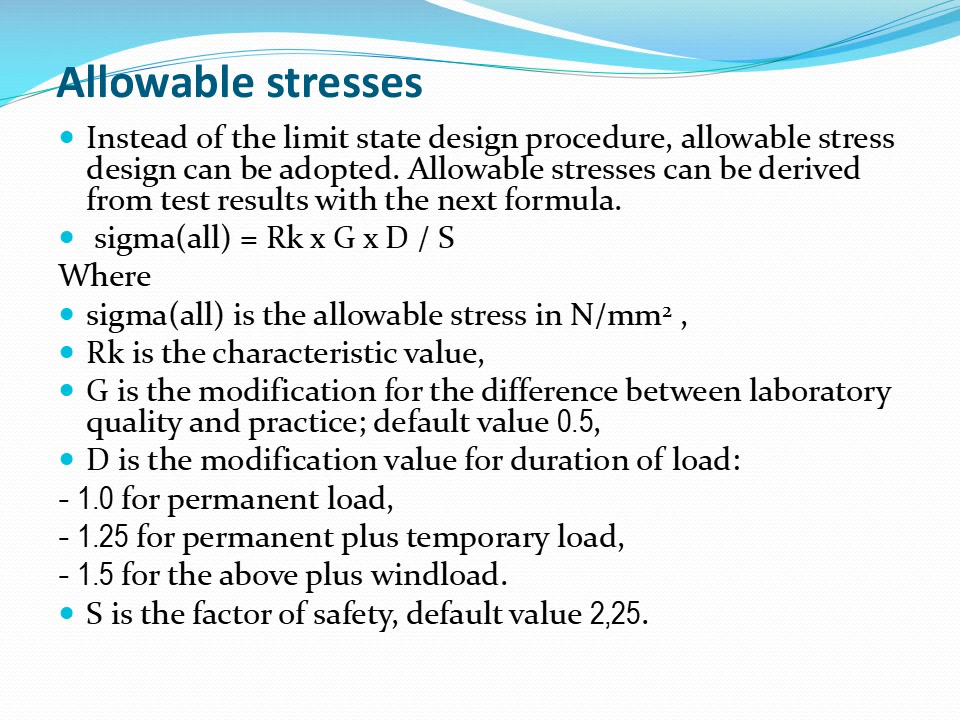 Allowable stresses
• Instead of the limit state design procedure, allowable stress
design can be adopted. Allowable stresses can be derived
from test results with the next formula.
• sigma(all) = Rk x G x D / S
Where
• sigma(all) is the allowable stress in N/mm² ,
• Rk is the characteristic value,
• G is the modification for the difference between laboratory
quality and practice; default value 0.5,
• D is the modification value for duration of load:
- 1.0 for permanent load,
- 1.25 for permanent plus temporary load,
- 1.5 for the above plus windload.
• S is the factor of safety, default value 2,25.